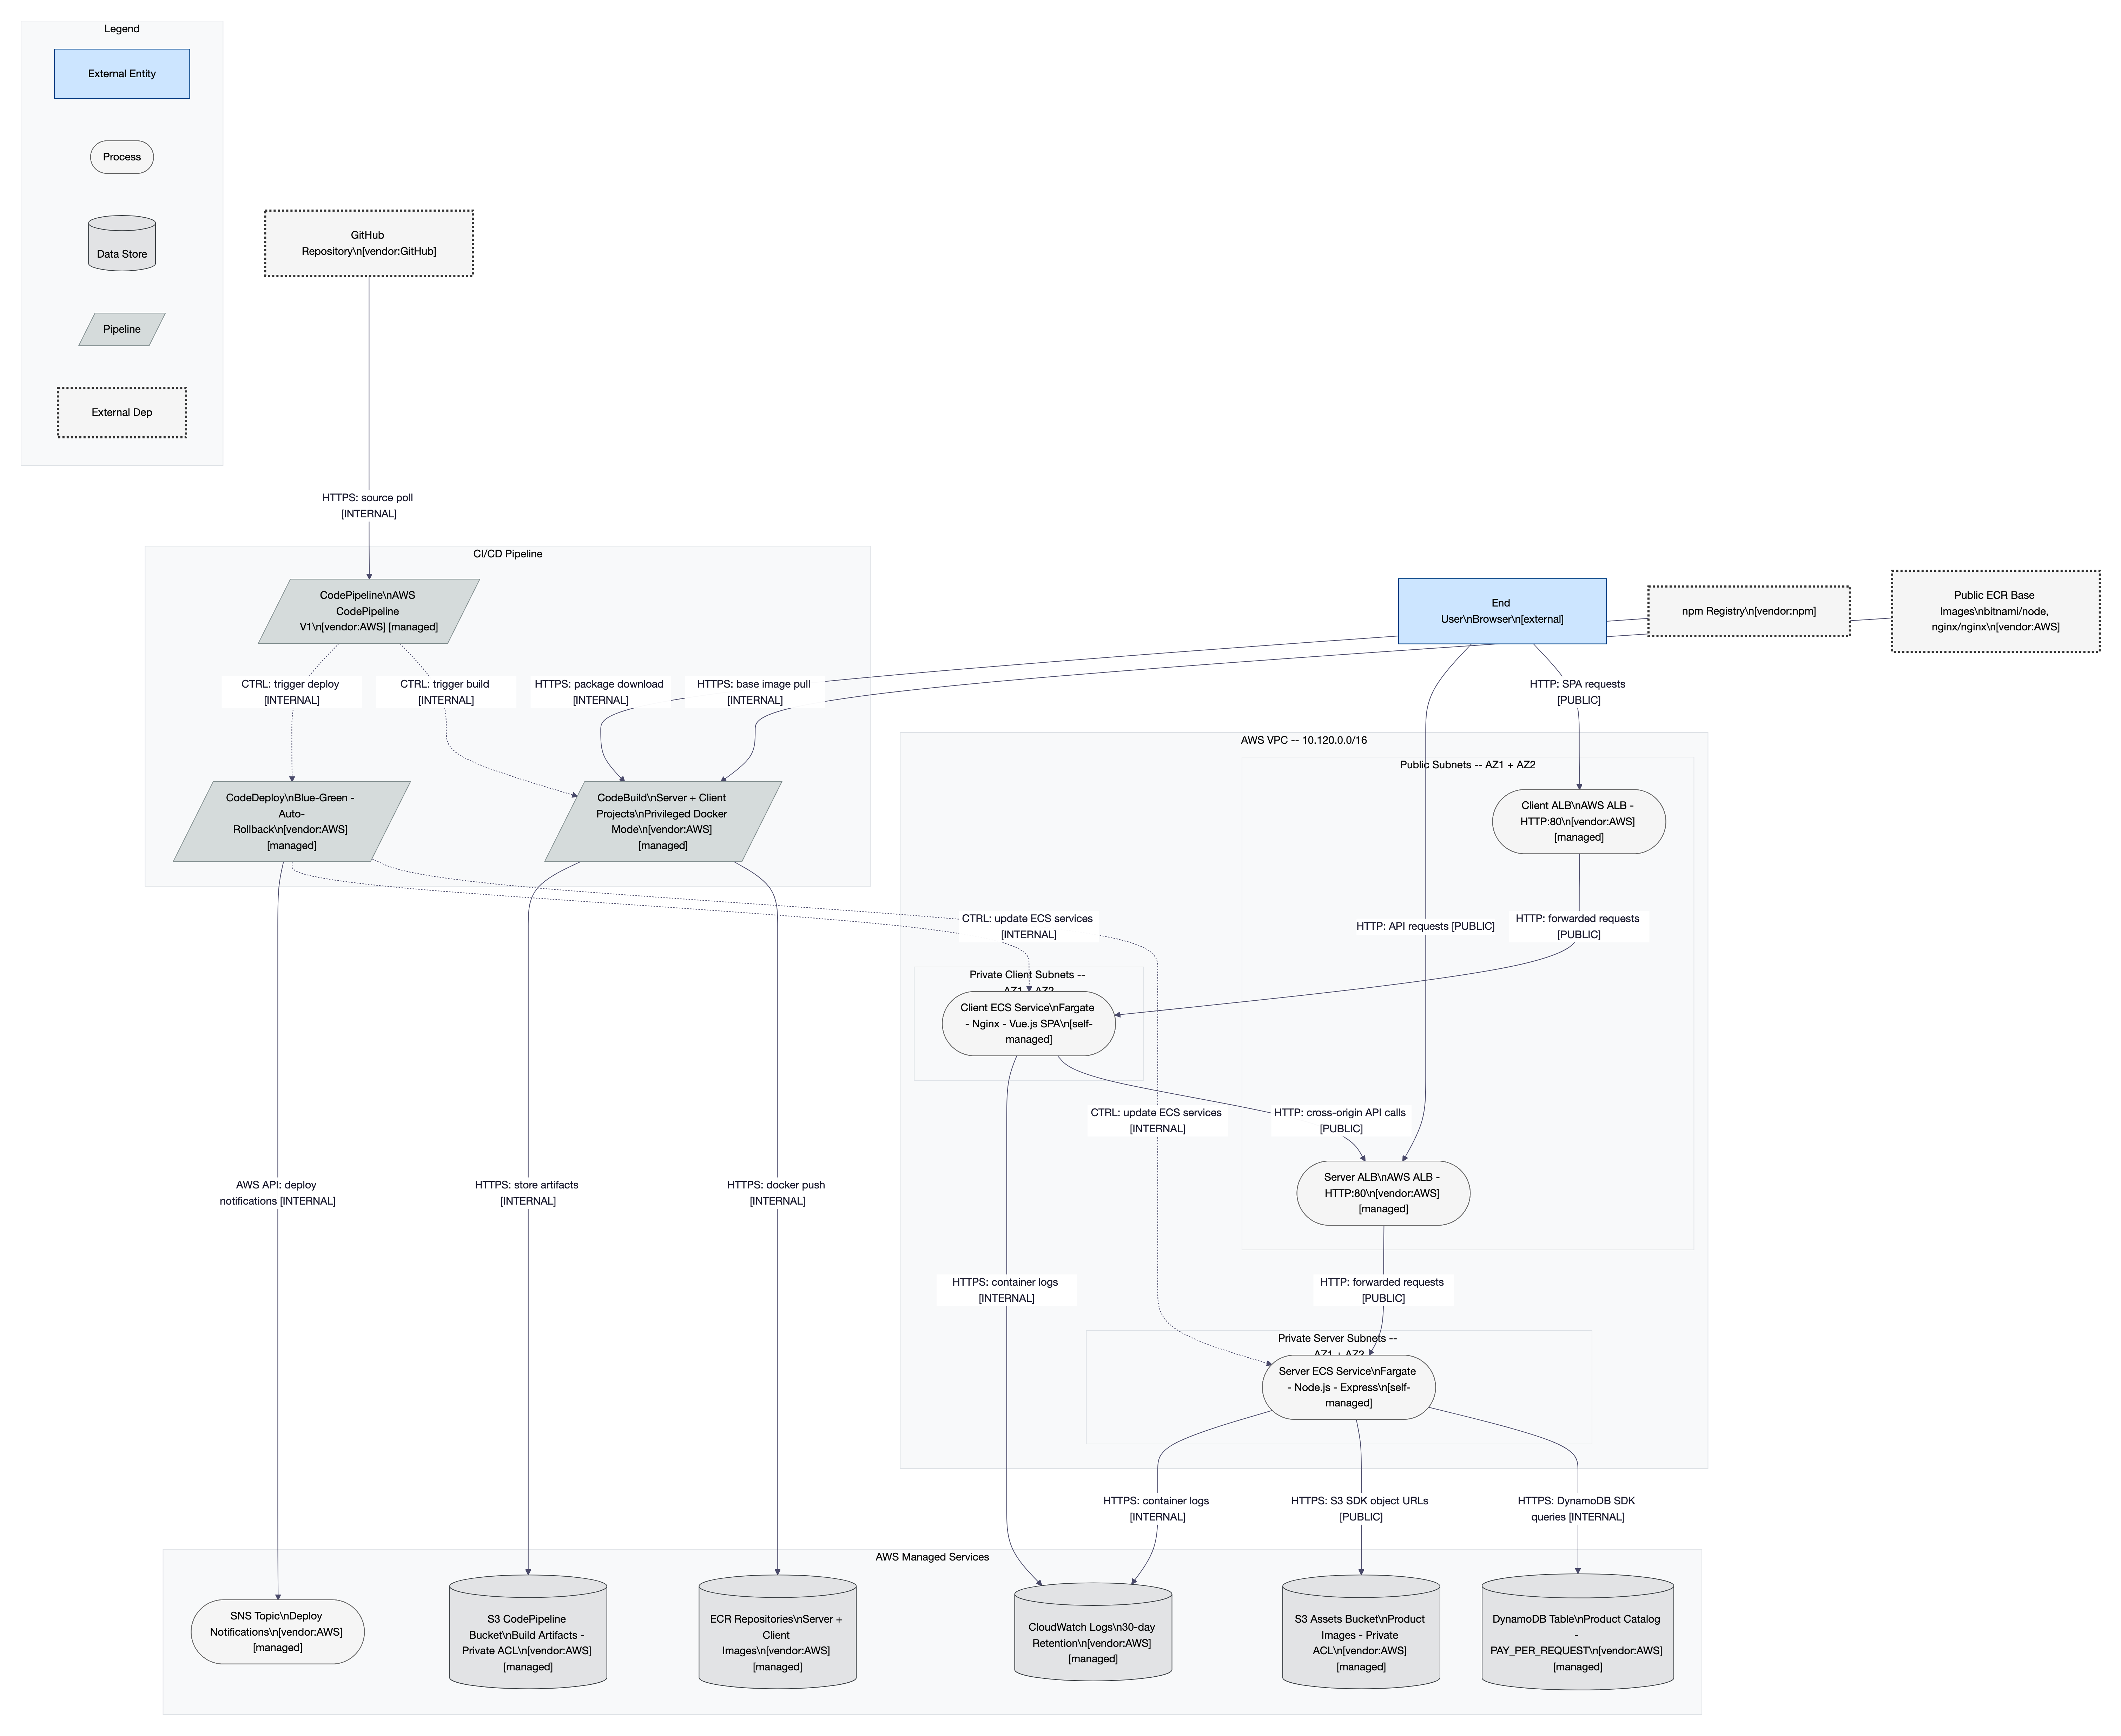 Legend
External Entity
Process
Data Store
Pipeline
External Dep
GitHub
Repository\n[vendor:GitHub]
HTTPS: source poll
[INTERNAL]
CI/CD Pipeline
CodePipeline\nAWS
CodePipeline
V1\n[vendor:AWS] [managed]
End
User\nBrowser\n[external]
npm Registry\n[vendor:npm]
Public ECR Base
Images\nbitnami/node,
nginx/nginx\n[vendor:AWS]
CTRL: trigger deploy
[INTERNAL]
CTRL: trigger build
[INTERNAL]
HTTPS: package download
[INTERNAL]
HTTPS: base image pull
[INTERNAL]
HTTP: SPA requests
[PUBLIC]
AWS VPC -- 10.120.0.0/16
Public Subnets -- AZ1 + AZ2
CodeDeploy\nBlue-Green -
Auto-
Rollback\n[vendor:AWS]
[managed]
CodeBuild\nServer + Client
Projects\nPrivileged Docker
Mode\n[vendor:AWS]
[managed]
Client ALB\nAWS ALB -
HTTP:80\n[vendor:AWS]
[managed]
CTRL: update ECS services
[INTERNAL]
HTTP: API requests [PUBLIC]
HTTP: forwarded requests
[PUBLIC]
Private Client Subnets --
AZ1 + AZ2
Client ECS Service\nFargate
- Nginx - Vue.js SPA\n[self-
managed]
CTRL: update ECS services
[INTERNAL]
HTTP: cross-origin API calls
[PUBLIC]
Server ALB\nAWS ALB -
HTTP:80\n[vendor:AWS]
[managed]
AWS API: deploy
notifications [INTERNAL]
HTTPS: store artifacts
[INTERNAL]
HTTPS: docker push
[INTERNAL]
HTTPS: container logs
[INTERNAL]
HTTP: forwarded requests
[PUBLIC]
Private Server Subnets --
AZ1 + AZ2
Server ECS Service\nFargate
- Node.js - Express\n[self-
managed]
HTTPS: container logs
[INTERNAL]
HTTPS: S3 SDK object URLs
[PUBLIC]
HTTPS: DynamoDB SDK
queries [INTERNAL]
AWS Managed Services
SNS Topic\nDeploy
Notifications\n[vendor:AWS]
[managed]
S3 CodePipeline
Bucket\nBuild Artifacts -
Private ACL\n[vendor:AWS]
[managed]
ECR Repositories\nServer +
Client
Images\n[vendor:AWS]
[managed]
CloudWatch Logs\n30-day
Retention\n[vendor:AWS]
[managed]
S3 Assets Bucket\nProduct
Images - Private
ACL\n[vendor:AWS]
[managed]
DynamoDB Table\nProduct Catalog
-
PAY_PER_REQUEST\n[vendor:AWS]
[managed]